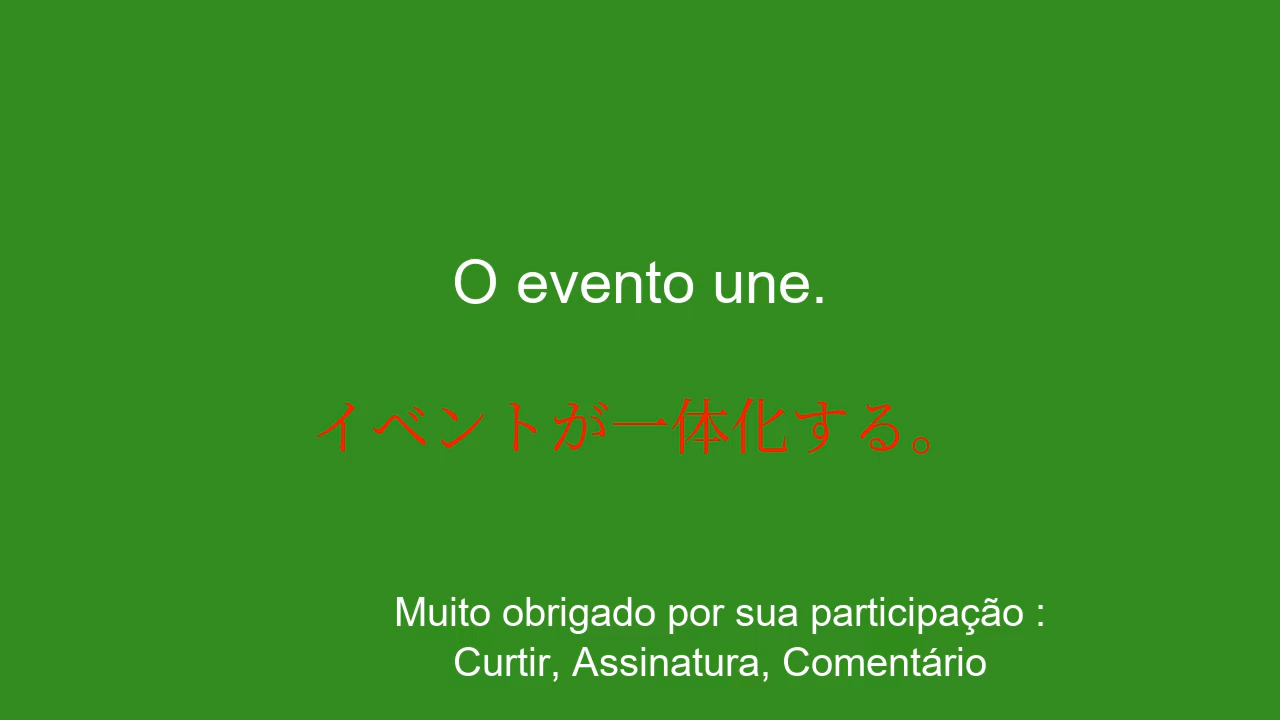 O evento une.
イベントが一体化する。
Muito obrigado por sua participação :
Curtir, Assinatura, Comentário